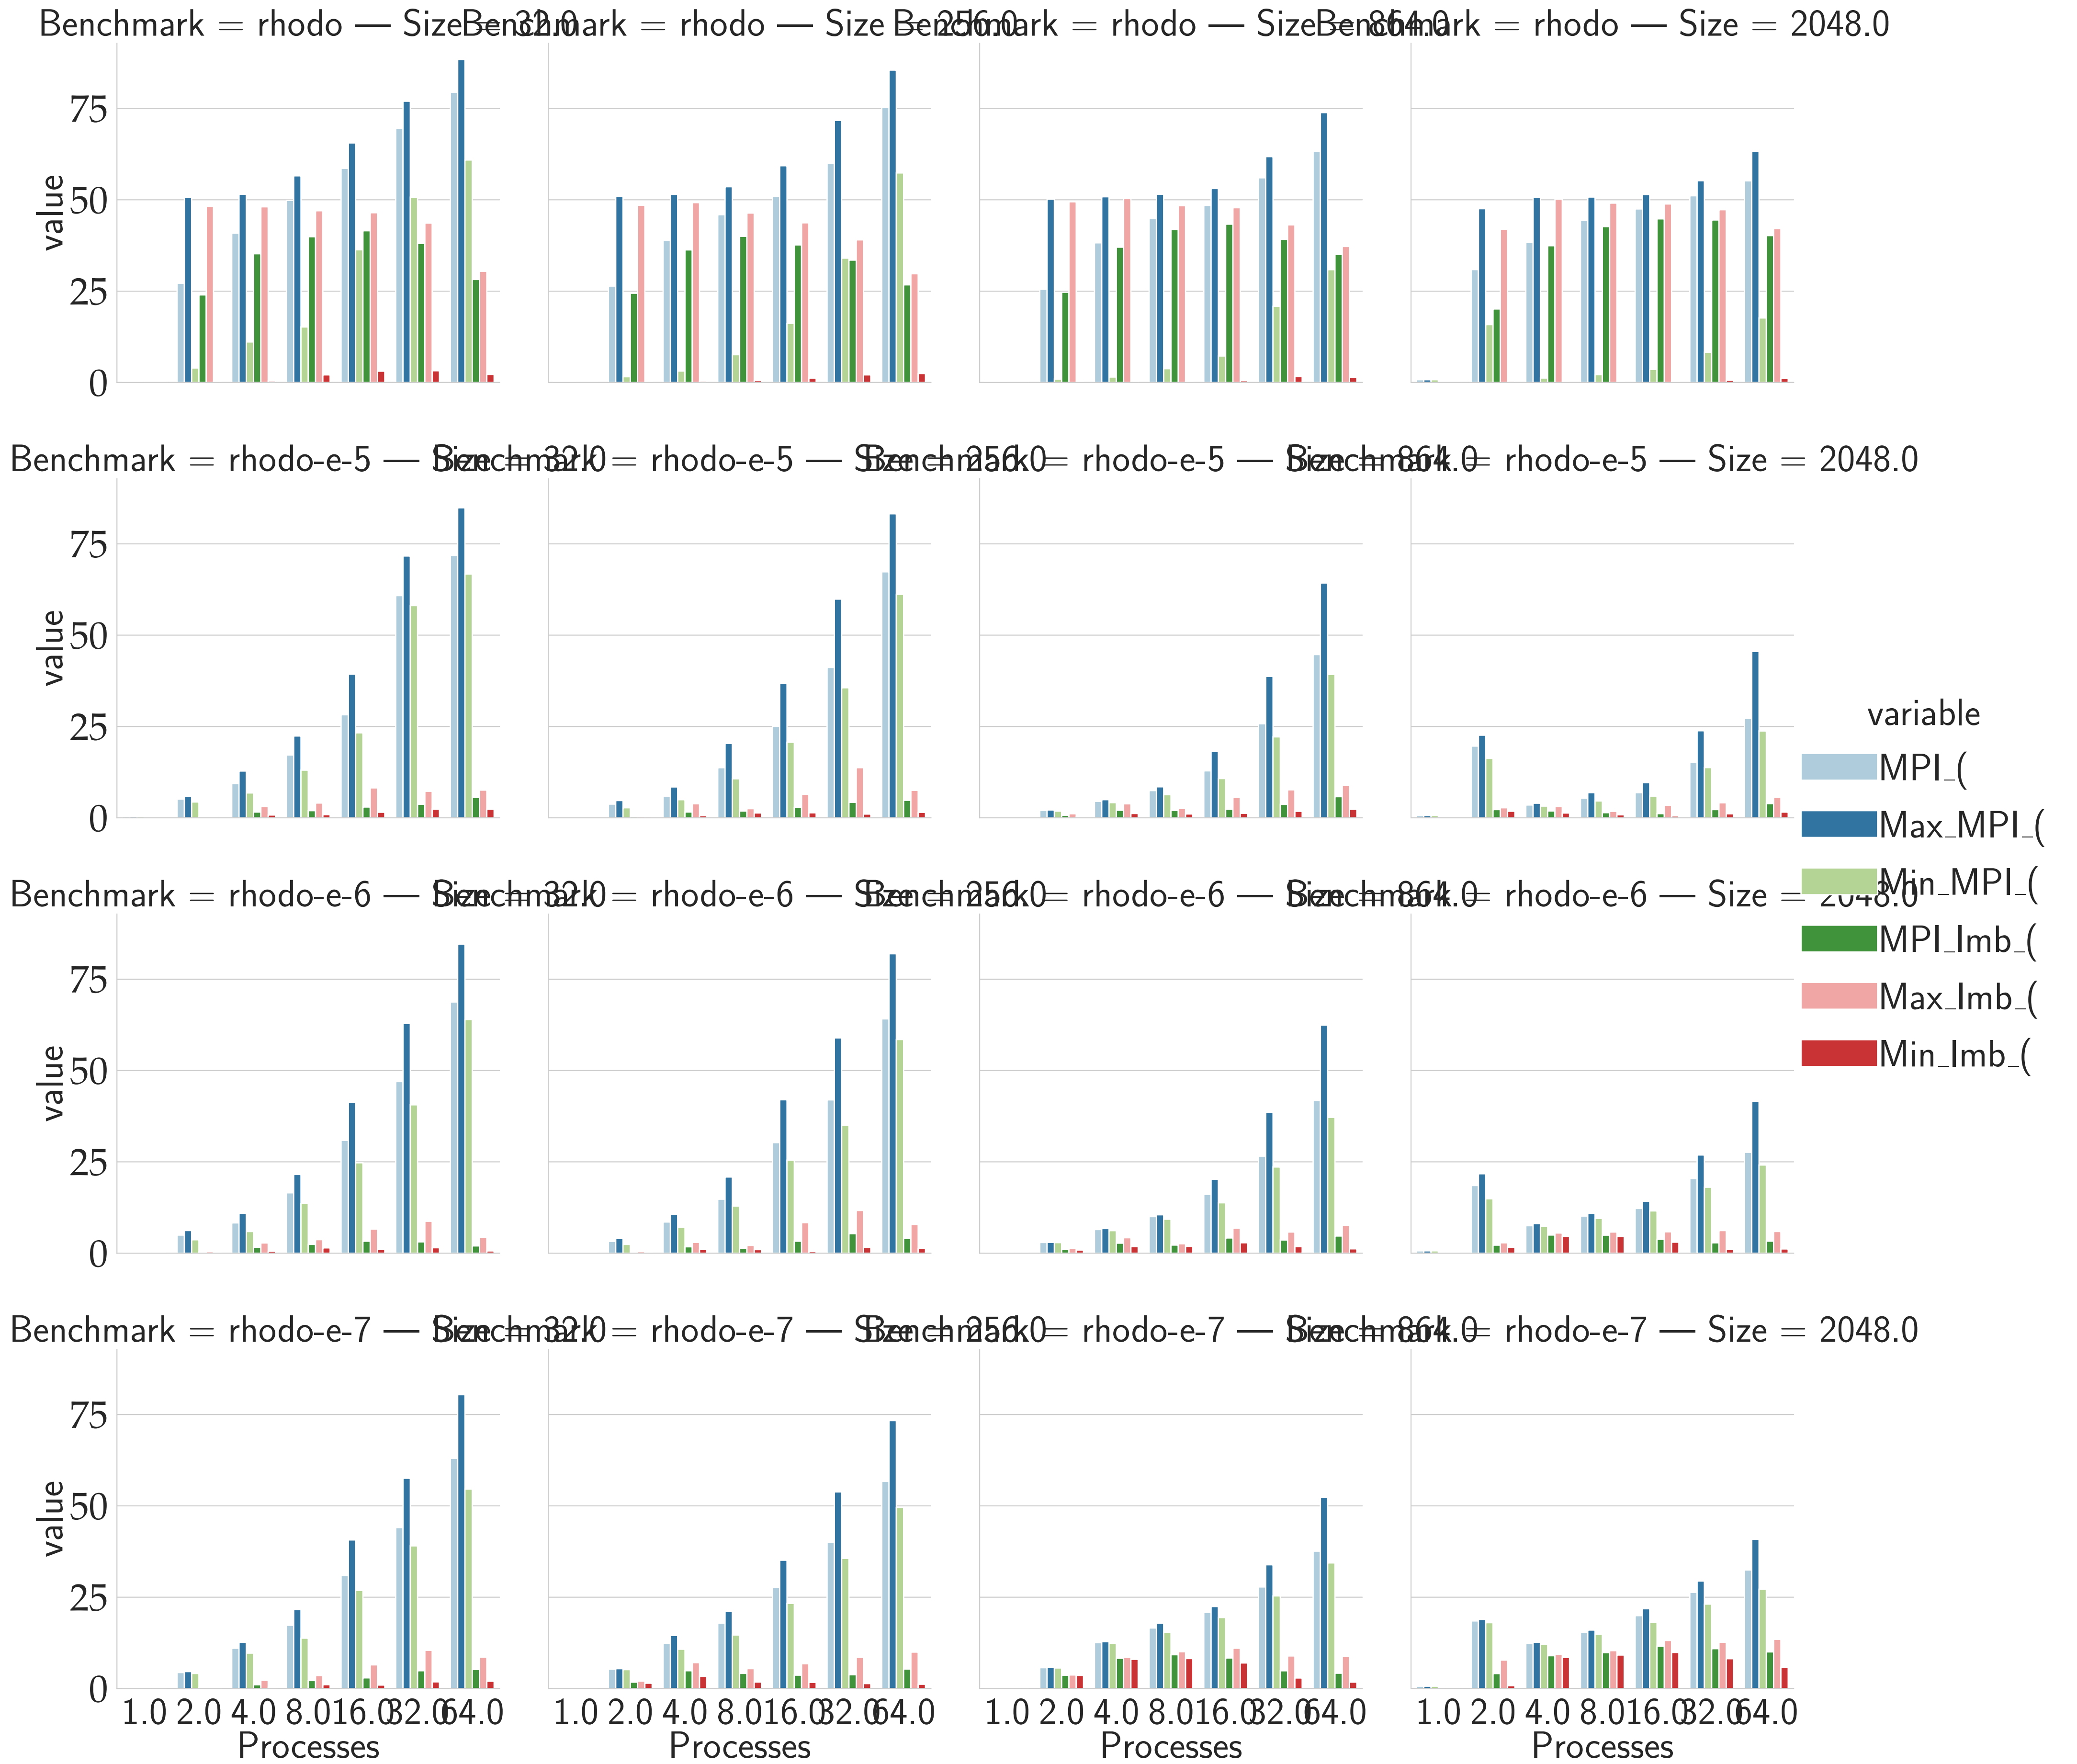 Benchmark = rhodo — Size = 32.0
Benchmark = rhodo — Size = 256.0
Benchmark = rhodo — Size = 864.0
Benchmark = rhodo — Size = 2048.0
75
50
25
0
value
Benchmark = rhodo-e-5 — Size = 32.0
Benchmark = rhodo-e-5 — Size = 256.0
Benchmark = rhodo-e-5 — Size = 864.0
Benchmark = rhodo-e-5 — Size = 2048.0
75
50
25
0
value
variable
MPI_(
Max_MPI_(
Min_MPI_(
MPI_Imb_(
Max_Imb_(
Min_Imb_(
Benchmark = rhodo-e-6 — Size = 32.0
Benchmark = rhodo-e-6 — Size = 256.0
Benchmark = rhodo-e-6 — Size = 864.0
Benchmark = rhodo-e-6 — Size = 2048.0
75
50
25
0
value
Benchmark = rhodo-e-7 — Size = 32.0
Benchmark = rhodo-e-7 — Size = 256.0
Benchmark = rhodo-e-7 — Size = 864.0
Benchmark = rhodo-e-7 — Size = 2048.0
75
50
25
0
value
1.0 2.0 4.0 8.0 16.0 32.0 64.0
Processes
1.0 2.0 4.0 8.0 16.0 32.0 64.0
Processes
1.0 2.0 4.0 8.0 16.0 32.0 64.0
Processes
1.0 2.0 4.0 8.0 16.0 32.0 64.0
Processes